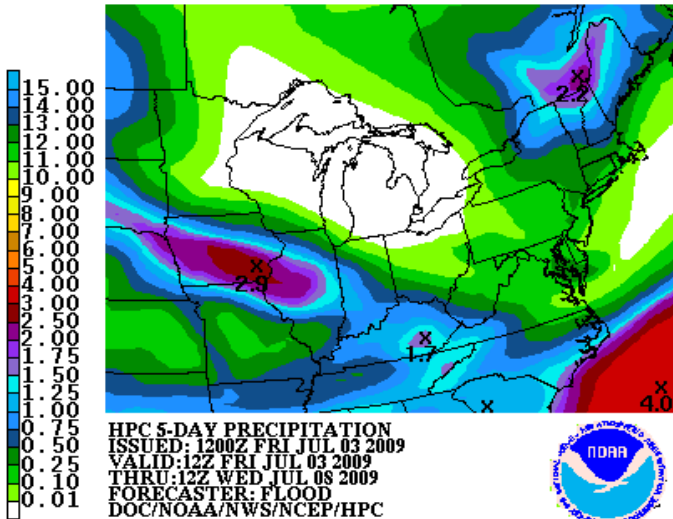 15.00
14.00
13.00
12.00
11.00
10.00
9.00
8.00
7.00
6.00
5.00
4.00
3.00
2.50
2.00
1.75
1.50
1.25
1.00
0.75
0.50
0.25
0.10
0.01
X
2.2
X
2.9
X
1.7
X
4.0
X
HPC 5-DAY PRECIPITATION
ISSUED: 1200Z FRI JUL 03 2009
VALID:12Z FRI JUL 03 2009
THRU:12Z WED JUL 08 2009
FORECASTER: FLOOD
DOC/NOAA/NWS/NCEP/HPC
NOAA